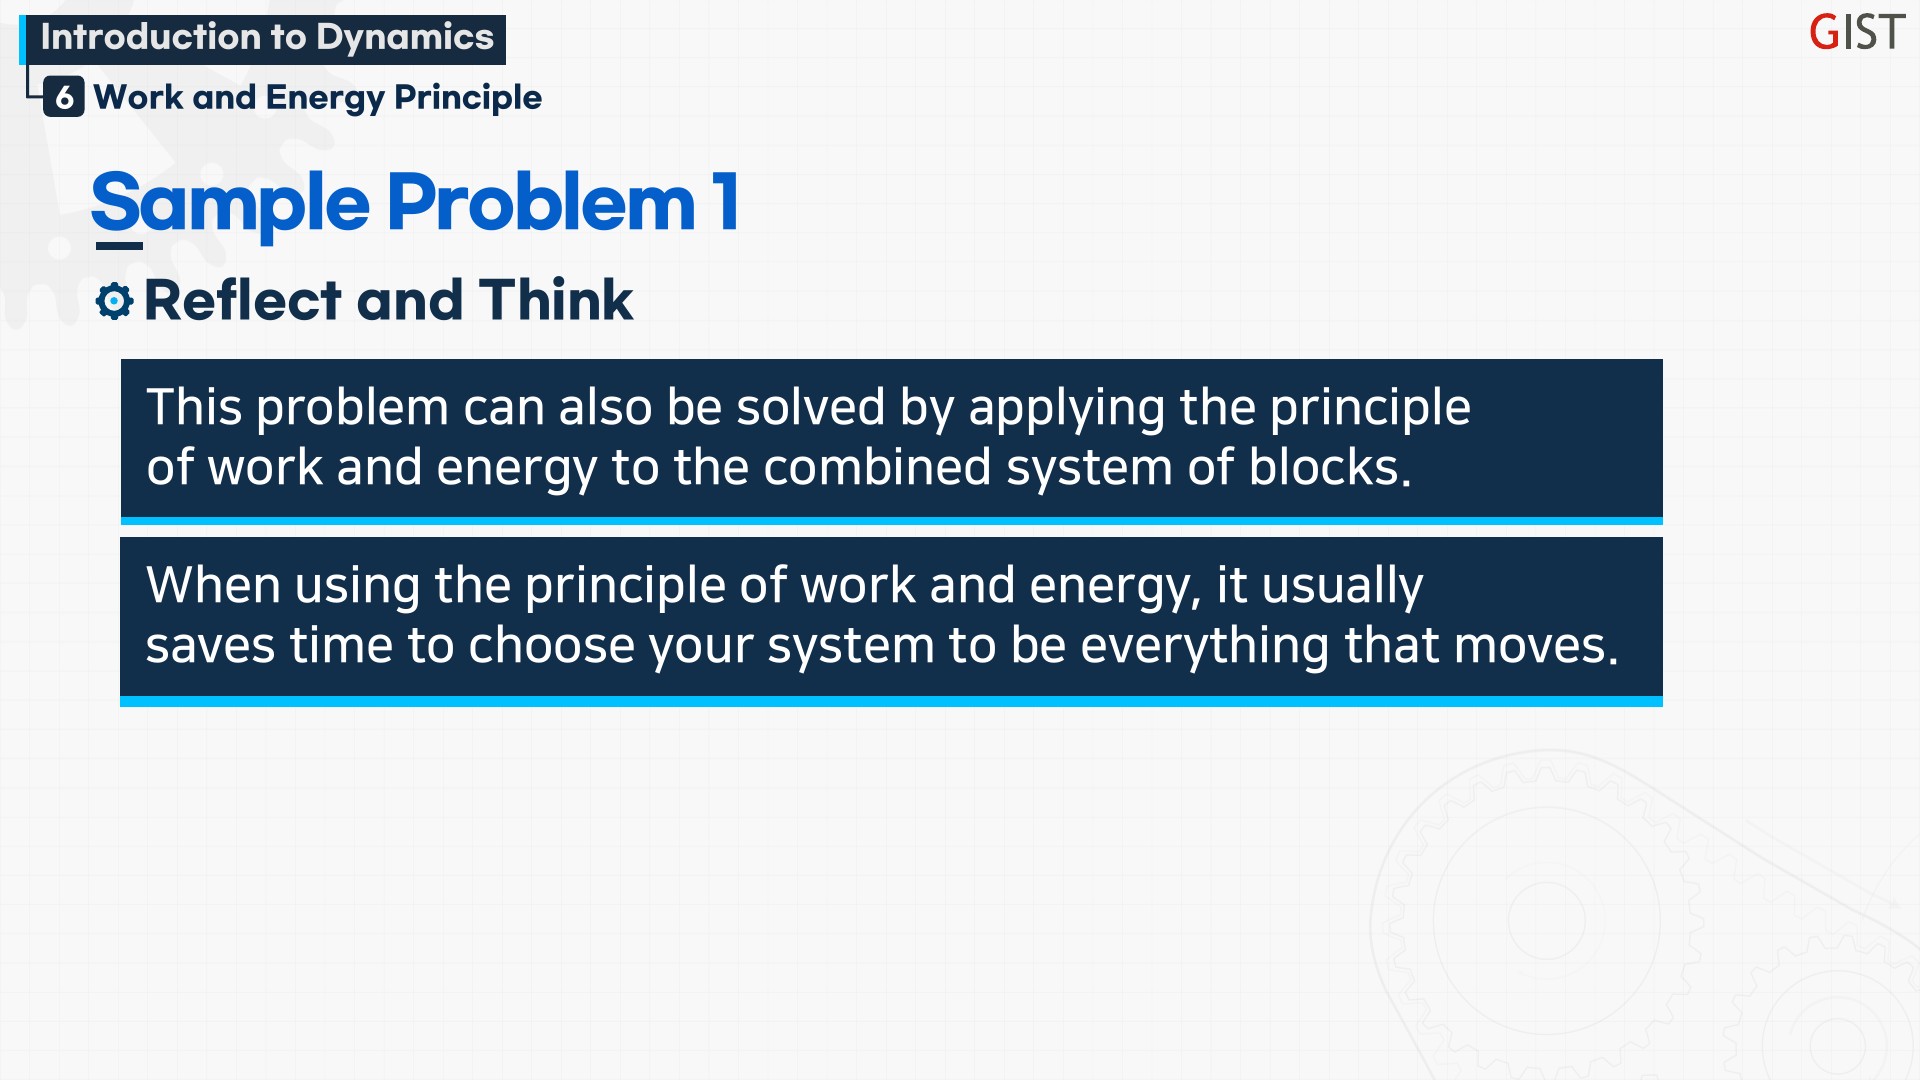 Introduction to Dynamics
GIST
6 Work and Energy Principle
Sample Problem 1
Reflect and Think
This problem can also be solved by applying the principle
of work and energy to the combined system of blocks.
When using the principle of work and energy, it usually
saves time to choose your system to be everything that moves.